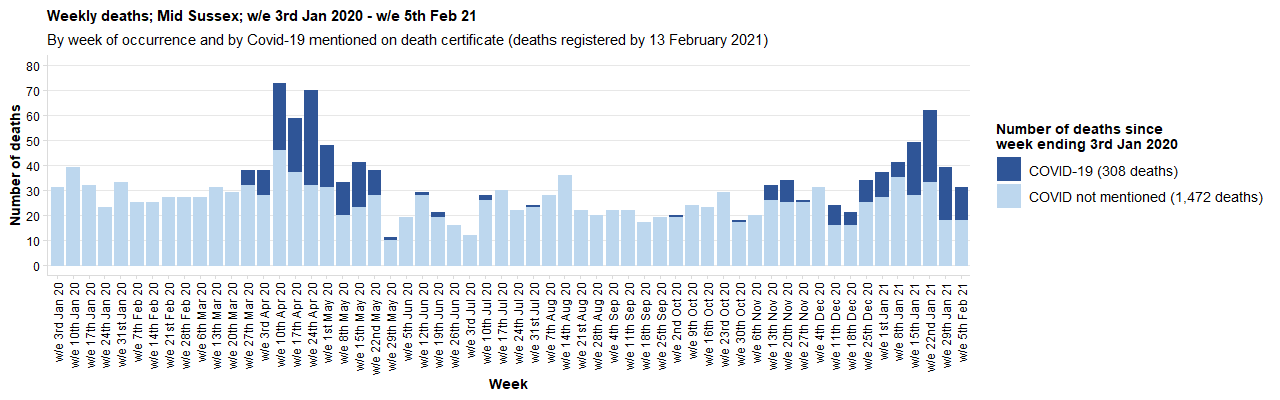 Weekly deaths; Mid Sussex; w/e 3rd Jan 2020 - w/e 5th Feb 21
By week of occurrence and by Covid-19 mentioned on death certificate (deaths registered by 13 February 2021)
80
70
60
50
40
30
20
10
0
Number of deaths
w/e 3rd Jan 20
w/e 10th Jan 20
w/e 17th Jan 20
w/e 24th Jan 20
w/e 31st Jan 20
w/e 7th Feb 20
w/e 14th Feb 20
w/e 21st Feb 20
w/e 28th Feb 20
w/e 6th Mar 20
w/e 13th Mar 20
w/e 20th Mar 20
w/e 27th Mar 20
w/e 3rd Apr 20
w/e 10th Apr 20
w/e 17th Apr 20
w/e 24th Apr 20
w/e 1st May 20
w/e 8th May 20
w/e 15th May 20
w/e 22nd May 20
w/e 29th May 20
w/e 5th Jun 20
w/e 12th Jun 20
w/e 19th Jun 20
w/e 26th Jun 20
w/e 3rd Jul 20
w/e 10th Jul 20
w/e 17th Jul 20
w/e 24th Jul 20
w/e 31st Jul 20
w/e 7th Aug 20
w/e 14th Aug 20
w/e 21st Aug 20
w/e 28th Aug 20
w/e 4th Sep 20
w/e 11th Sep 20
w/e 18th Sep 20
w/e 25th Sep 20
w/e 2nd Oct 20
w/e 9th Oct 20
w/e 16th Oct 20
w/e 23rd Oct 20
w/e 30th Oct 20
w/e 6th Nov 20
w/e 13th Nov 20
w/e 20th Nov 20
w/e 27th Nov 20
w/e 4th Dec 20
w/e 11th Dec 20
w/e 18th Dec 20
w/e 25th Dec 20
w/e 1st Jan 21
w/e 8th Jan 21
w/e 15th Jan 21
w/e 22nd Jan 21
w/e 29th Jan 21
w/e 5th Feb 21
Week
Number of deaths since
week ending 3rd Jan 2020
COVID-19 (308 deaths)
COVID not mentioned (1,472 deaths)